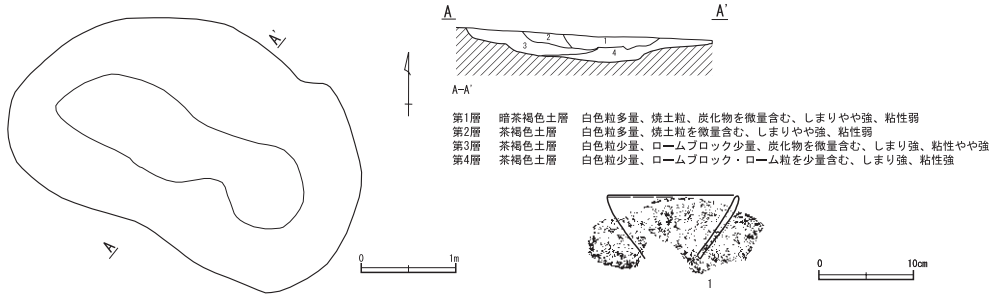 A A'
1
2
3
4
A-A'
A'
A
第1層 暗茶褐色土層 白色粒多量、焼土粒、炭化物を微量含む、しまりやや強、粘性弱
第2層 茶褐色土層 白色粒多量、焼土粒を微量含む、しまりやや強、粘性弱
第3層 茶褐色土層 白色粒少量、ロームブロック少量、炭化物を微量含む、しまり強、粘性やや強
第4層 茶褐色土層 白色粒少量、ロームブロック・ローム粒を少量含む、しまり強、粘性強
0 1m
1
0 10cm